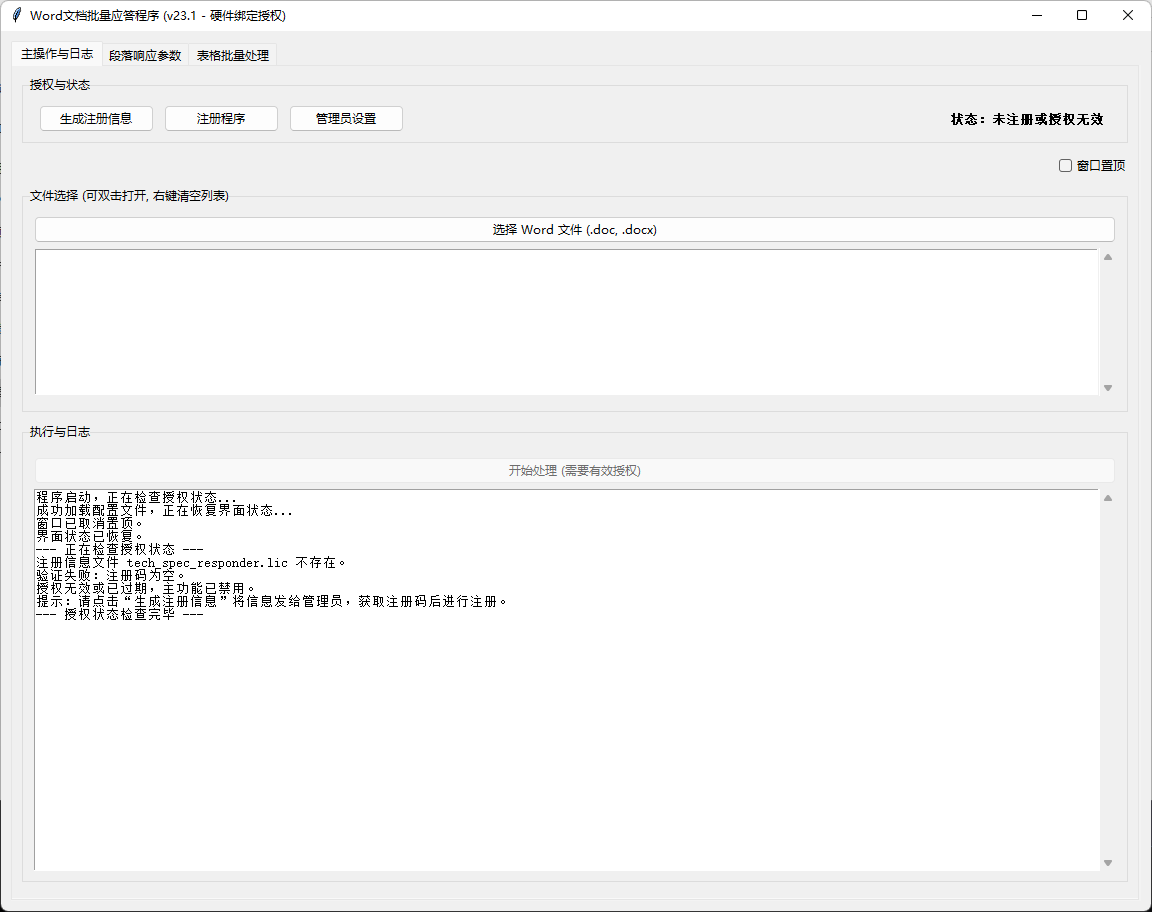 Word文档批量应答程序 (v23.1 - 硬件绑定授权)
主操作与日志 段落响应参数 表格批量处理
授权与状态
生成注册信息 注册程序 管理员设置 状态：未注册或授权无效
窗口置顶
文件选择 (可双击打开, 右键清空列表)
选择 Word 文件 (.doc, .docx)
执行与日志
开始处理 (需要有效授权)
程序启动，正在检查授权状态...
成功加载配置文件，正在恢复界面状态...
窗口已取消置顶。
界面状态已恢复。
--- 正在检查授权状态 ---
注册信息文件 tech_spec_responder.lic 不存在。
验证失败：注册码为空。
授权无效或已过期，主功能已禁用。
提示：请点击“生成注册信息”将信息发给管理员，获取注册码后进行注册。
--- 授权状态检查完毕 ---